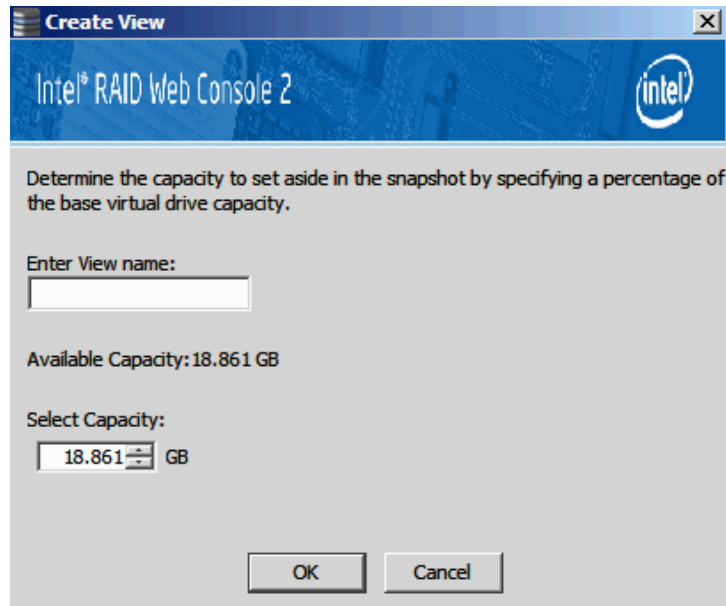 Create View
Intel® RAID Web Console 2
intel
Determine the capacity to set aside in the snapshot by specifying a percentage of
the base virtual drive capacity.
Enter View name:
Available Capacity:18.861 GB
Select Capacity:
18.861 GB
OK Cancel